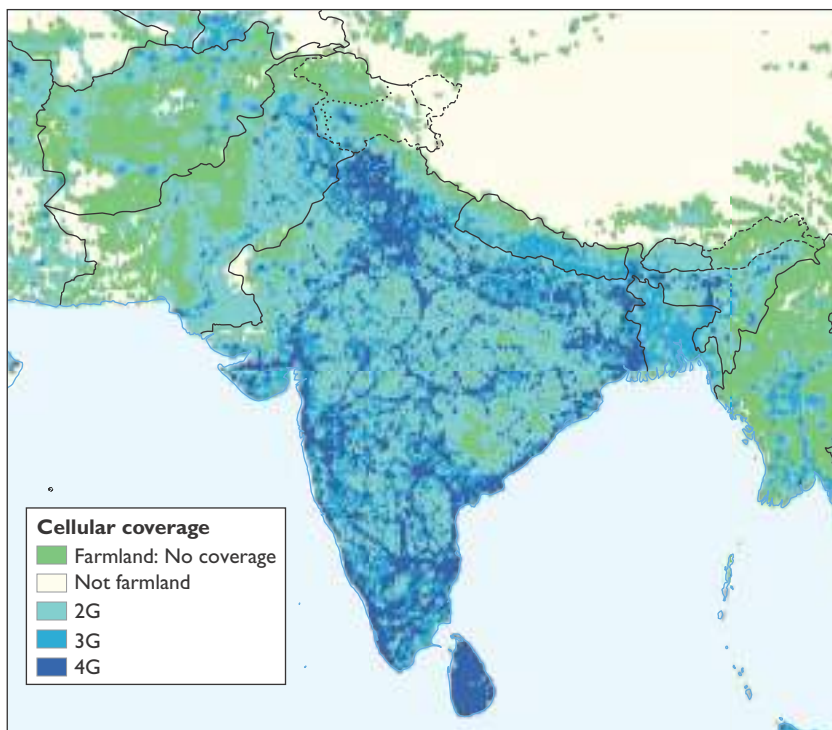 Cellular coverage
Farmland: No coverage
Not farmland
2G
3G
4G